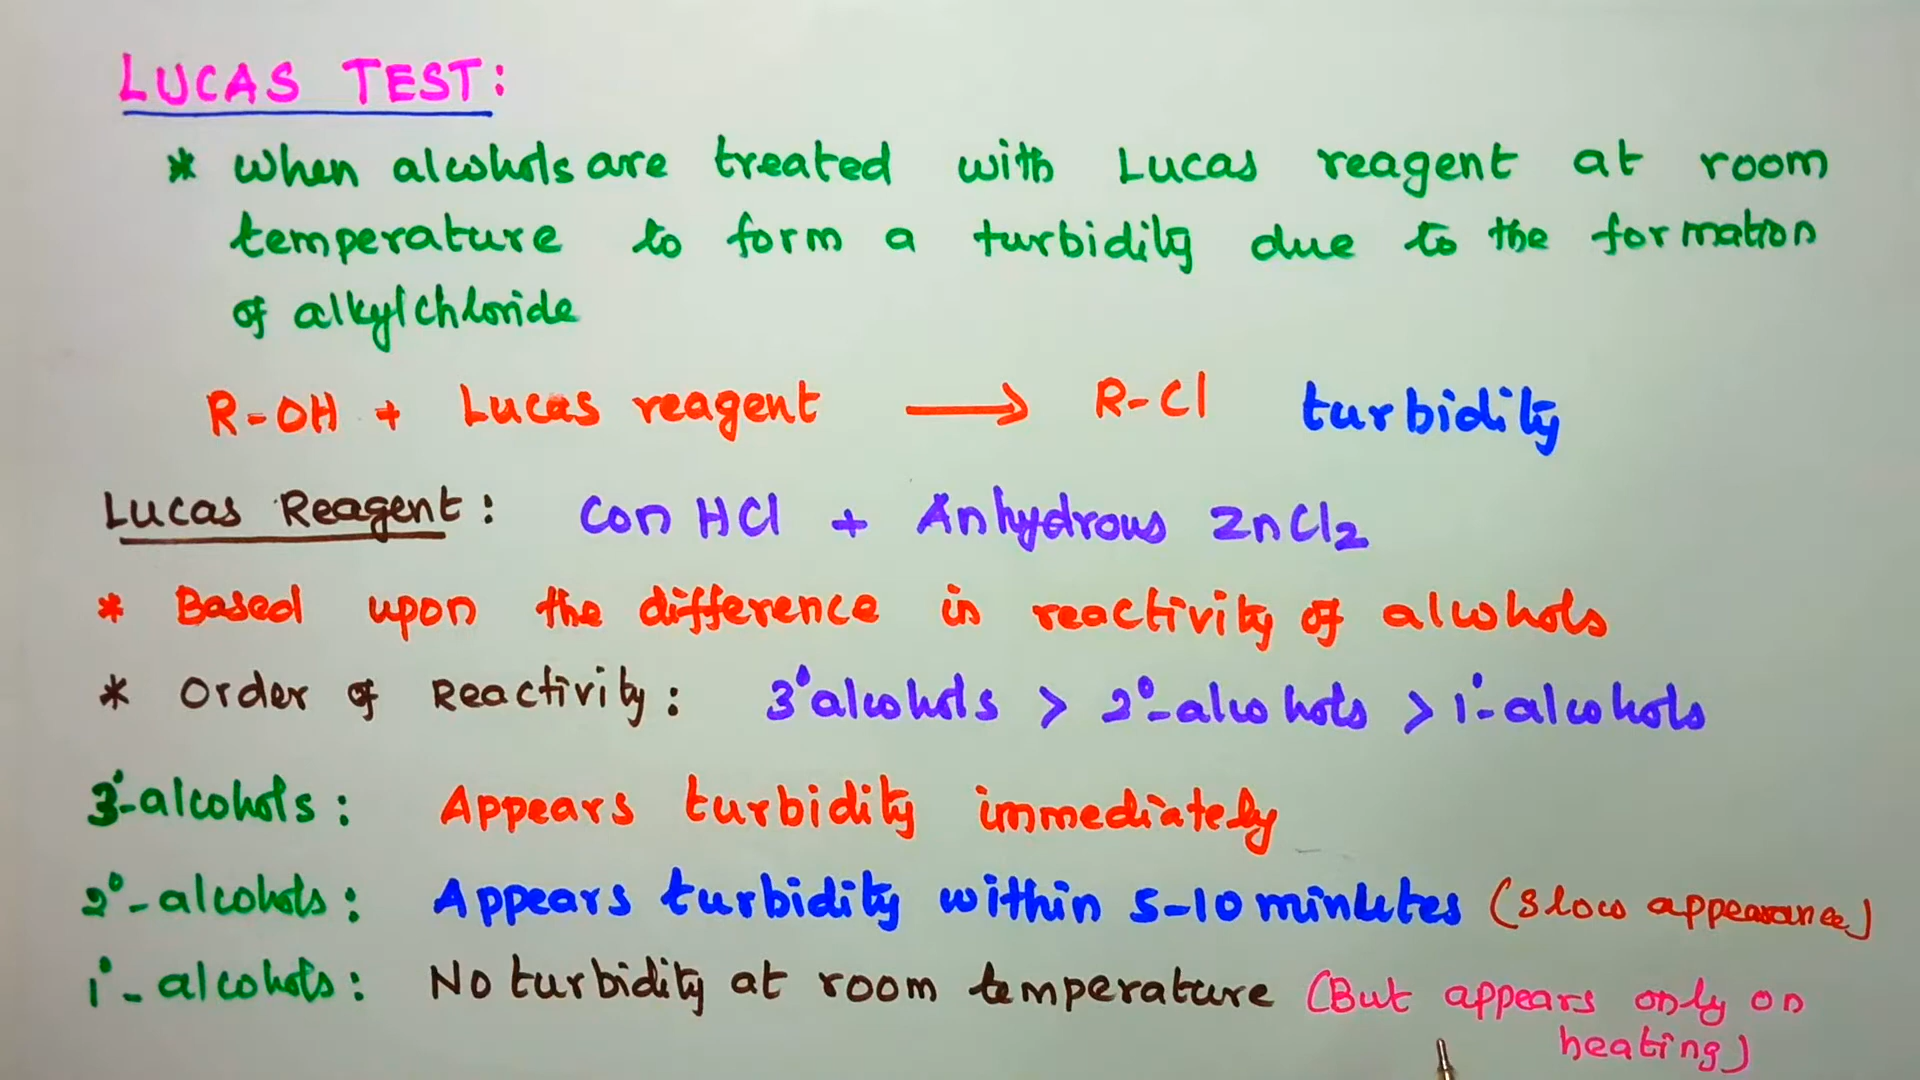 LUCAS TEST:
* When alcohols are treated with Lucas reagent at room
temperature to form a turbidity due to the formation
of alkylchloride
R-OH + Lucas reagent ⟶ R-Cl turbidity
Lucas Reagent: Con HCl + Anhydrous ZnCl₂
* Based upon the difference in reactivity of alcohols
* Order of Reactivity: 3° alcohols > 2°-alcohols > 1°-alcohols
3°-alcohols: Appears turbidity immediately
2°-alcohols: Appears turbidity within 5-10 minutes (slow appearance)
1°-alcohols: No turbidity at room temperature (But appears only on
heating)